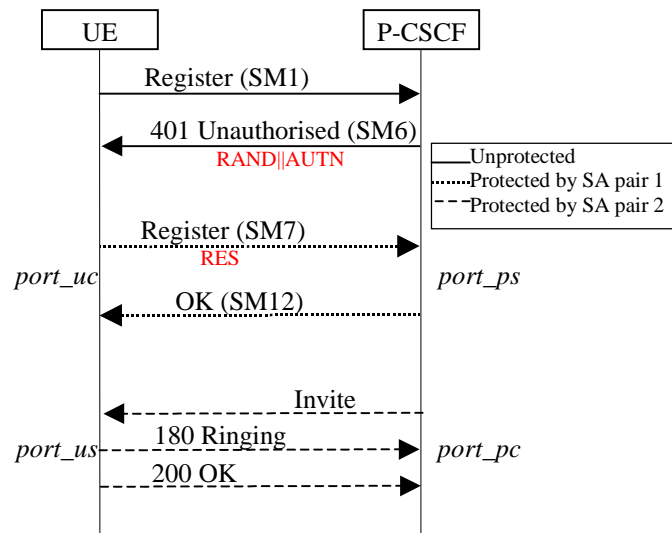 UE
P-CSCF
Register (SM1)
401 Unauthorised (SM6)
RAND||AUTN
Unprotected
Protected by SA pair 1
Protected by SA pair 2
Register (SM7)
RES
port_uc
port_ps
OK (SM12)
Invite
port_us
180 Ringing
port_pc
200 OK